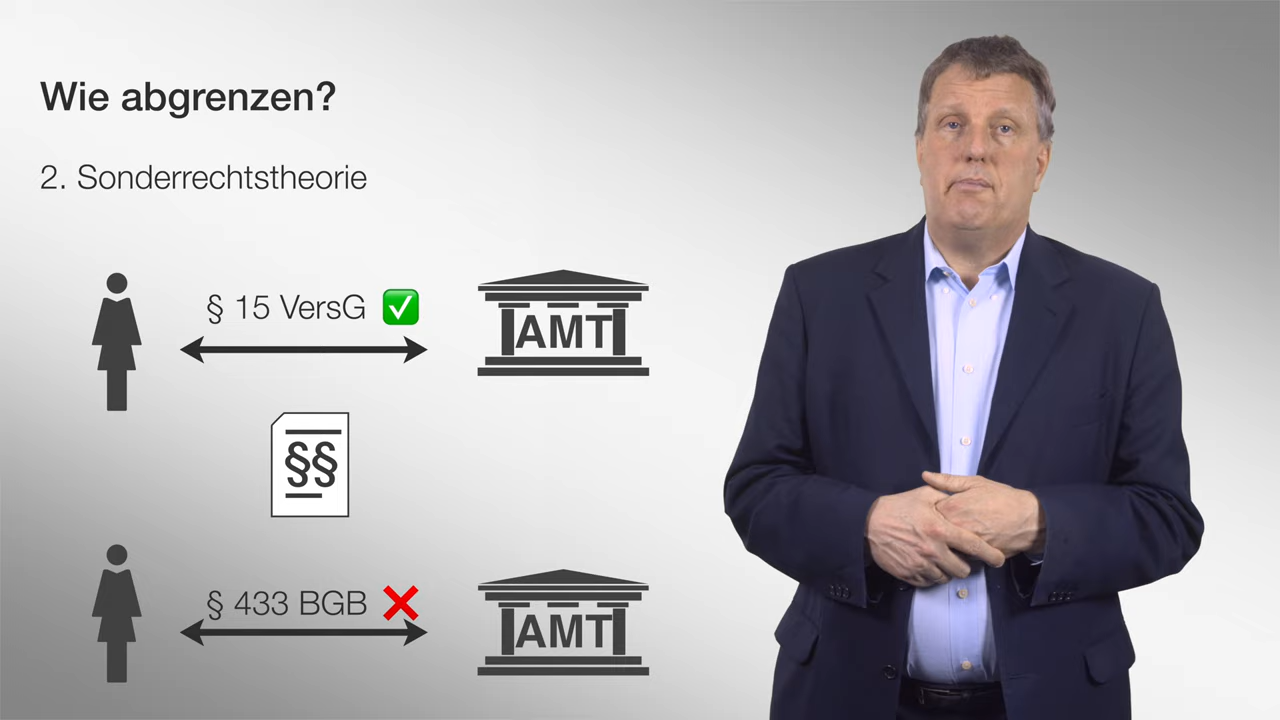 Wie abgrenzen?
2. Sonderrechtstheorie
§ 15 VersG ✅
AMT
§§
§ 433 BGB ❌
AMT